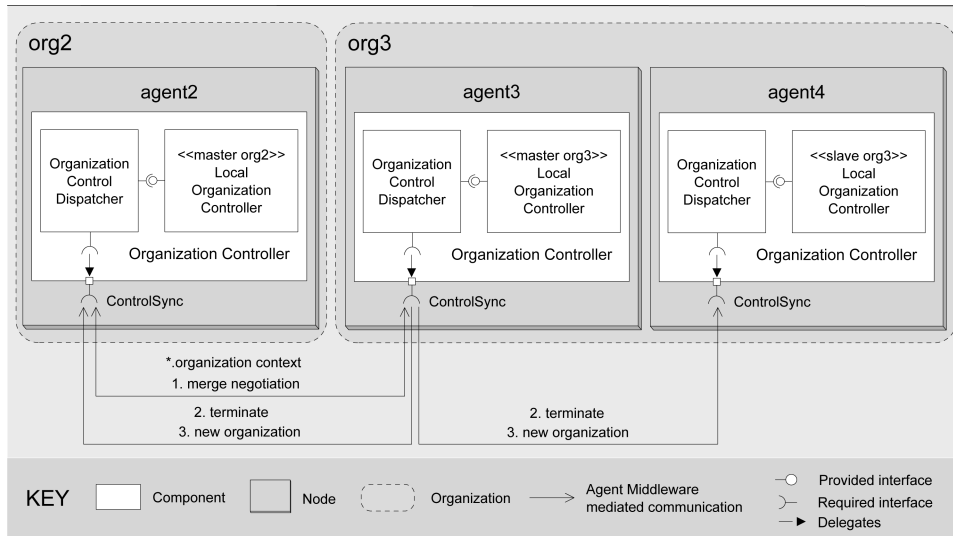 org2
org3
agent2
agent3
agent4
Organization
Control
Dispatcher
<<master org2>>
Local
Organization
Controller
Organization Controller
ControlSync
Organization
Control
Dispatcher
<<master org3>>
Local
Organization
Controller
Organization Controller
ControlSync
Organization
Control
Dispatcher
<<slave org3>>
Local
Organization
Controller
Organization Controller
ControlSync
*.organization context
1. merge negotiation
2. terminate
3. new organization
2. terminate
3. new organization
KEY
Component
Node
Organization
Agent Middleware
mediated communication
Provided interface
Required interface
Delegates